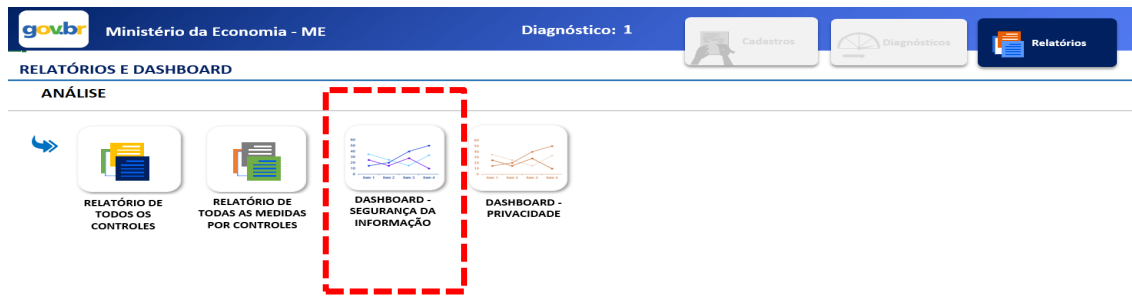 gov.br
Ministério da Economia - ME
Diagnóstico: 1
Cadastros
Diagnósticos
Relatórios
RELATÓRIOS E DASHBOARD
ANÁLISE
RELATÓRIO DE
TODOS OS
CONTROLES
RELATÓRIO DE
TODAS AS MEDIDAS
POR CONTROLES
DASHBOARD -
SEGURANÇA DA
INFORMAÇÃO
DASHBOARD -
PRIVACIDADE